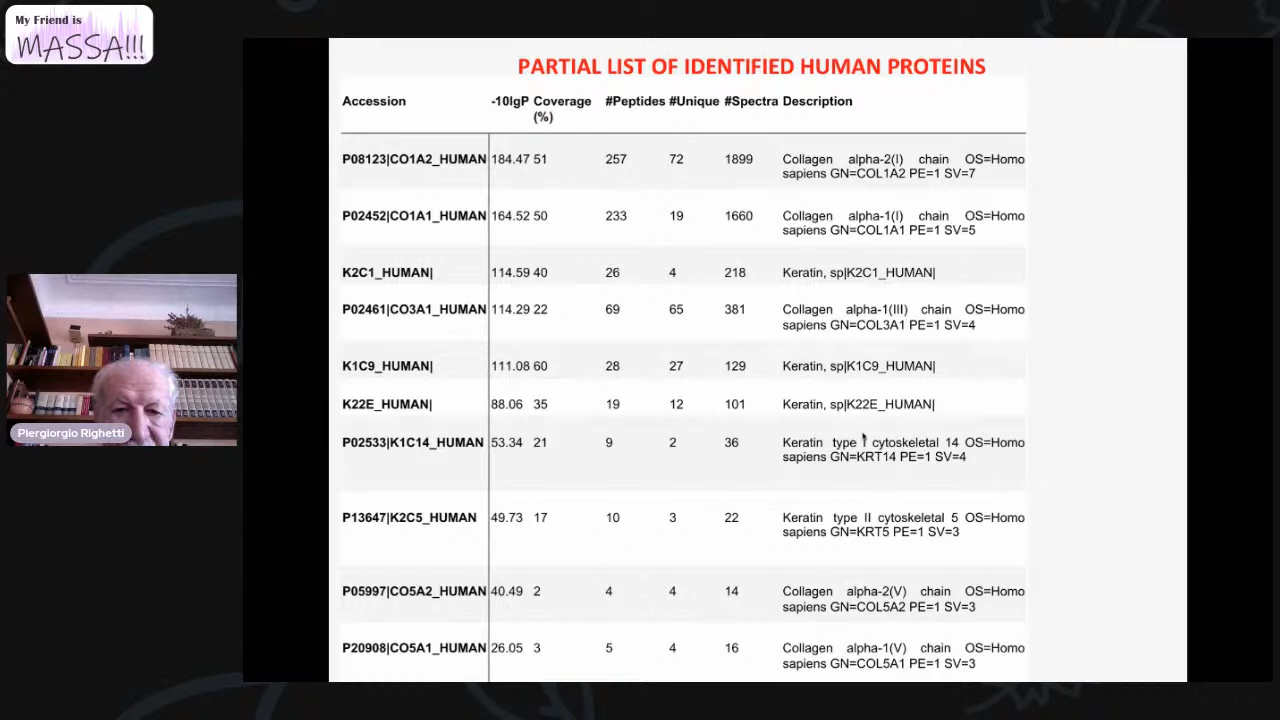 My Friend is
MASSA!!!
PARTIAL LIST OF IDENTIFIED HUMAN PROTEINS
Accession -10lgP Coverage (%) #Peptides #Unique #Spectra Description
P08123|CO1A2_HUMAN 184.47 51 257 72 1899 Collagen alpha-2(I) chain OS=Homo
sapiens GN=COL1A2 PE=1 SV=7
P02452|CO1A1_HUMAN 164.52 50 233 19 1660 Collagen alpha-1(I) chain OS=Homo
sapiens GN=COL1A1 PE=1 SV=5
K2C1_HUMAN| 114.59 40 26 4 218 Keratin, sp|K2C1_HUMAN|
P02461|CO3A1_HUMAN 114.29 22 69 65 381 Collagen alpha-1(III) chain OS=Homo
sapiens GN=COL3A1 PE=1 SV=4
K1C9_HUMAN| 111.08 60 28 27 129 Keratin, sp|K1C9_HUMAN|
K22E_HUMAN| 88.06 35 19 12 101 Keratin, sp|K22E_HUMAN|
P02533|K1C14_HUMAN 53.34 21 9 2 36 Keratin type I cytoskeletal 14 OS=Homo
sapiens GN=KRT14 PE=1 SV=4
P13647|K2C5_HUMAN 49.73 17 10 3 22 Keratin type II cytoskeletal 5 OS=Homo
sapiens GN=KRT5 PE=1 SV=3
P05997|CO5A2_HUMAN 40.49 2 4 4 14 Collagen alpha-2(V) chain OS=Homo
sapiens GN=COL5A2 PE=1 SV=3
P20908|CO5A1_HUMAN 26.05 3 5 4 16 Collagen alpha-1(V) chain OS=Homo
sapiens GN=COL5A1 PE=1 SV=3
Piergiorgio Righetti